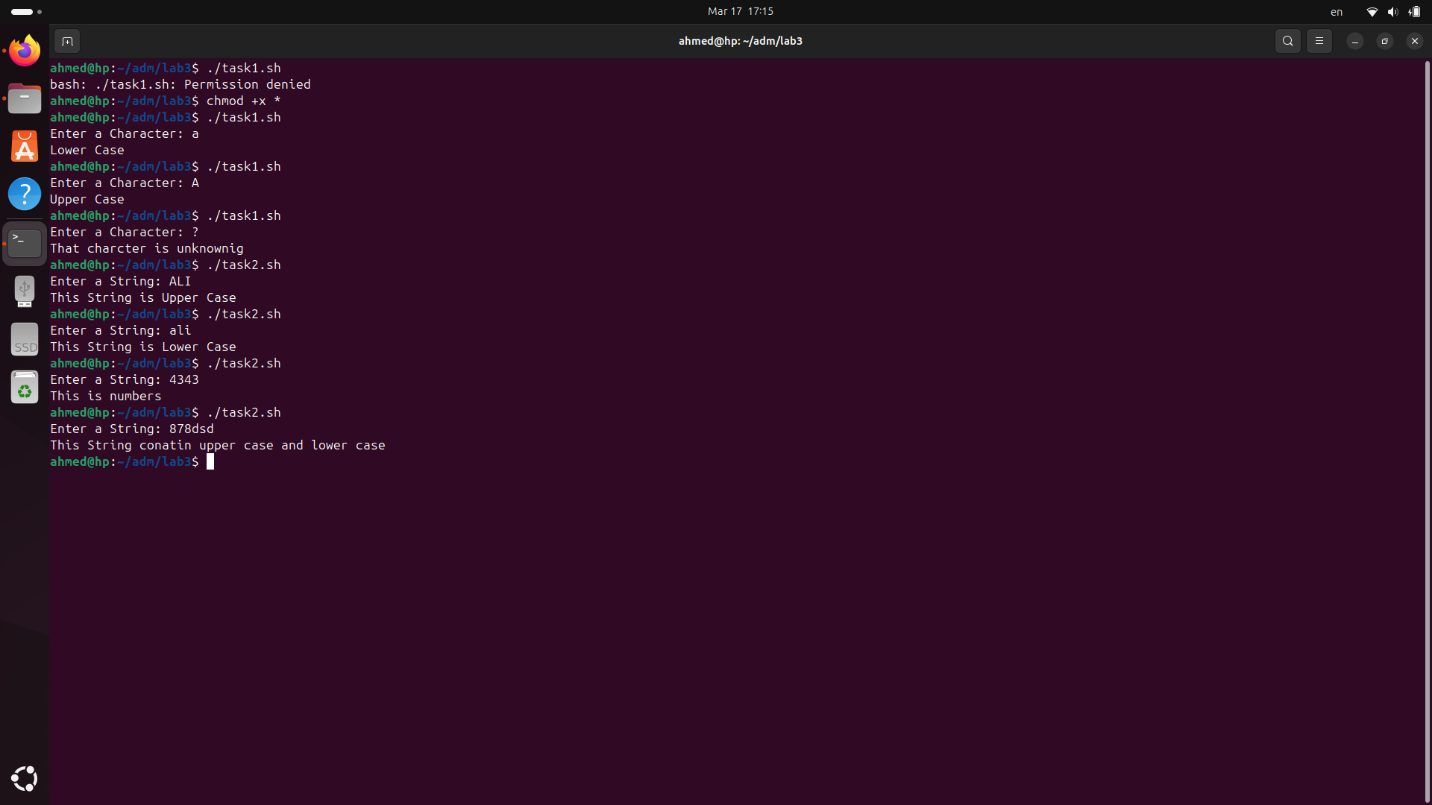 Mar 17 17:15
en
ahmed@hp: ~/adm/lab3
ahmed@hp:~/adm/lab3$ ./task1.sh
bash: ./task1.sh: Permission denied
ahmed@hp:~/adm/lab3$ chmod +x *
ahmed@hp:~/adm/lab3$ ./task1.sh
Enter a Character: a
Lower Case
ahmed@hp:~/adm/lab3$ ./task1.sh
Enter a Character: A
Upper Case
ahmed@hp:~/adm/lab3$ ./task1.sh
Enter a Character: ?
That charcter is unknownig
ahmed@hp:~/adm/lab3$ ./task2.sh
Enter a String: ALI
This String is Upper Case
ahmed@hp:~/adm/lab3$ ./task2.sh
Enter a String: ali
This String is Lower Case
ahmed@hp:~/adm/lab3$ ./task2.sh
Enter a String: 4343
This is numbers
ahmed@hp:~/adm/lab3$ ./task2.sh
Enter a String: 878dsd
This String conatin upper case and lower case
ahmed@hp:~/adm/lab3$
SSD